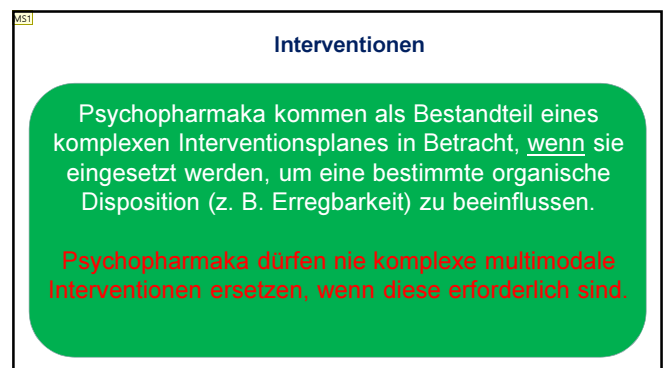 MS1
Interventionen
Psychopharmaka kommen als Bestandteil eines
komplexen Interventionsplanes in Betracht, wenn sie
eingesetzt werden, um eine bestimmte organische
Disposition (z. B. Erregbarkeit) zu beeinflussen.
Psychopharmaka dürfen nie komplexe multimodale
Interventionen ersetzen, wenn diese erforderlich sind.